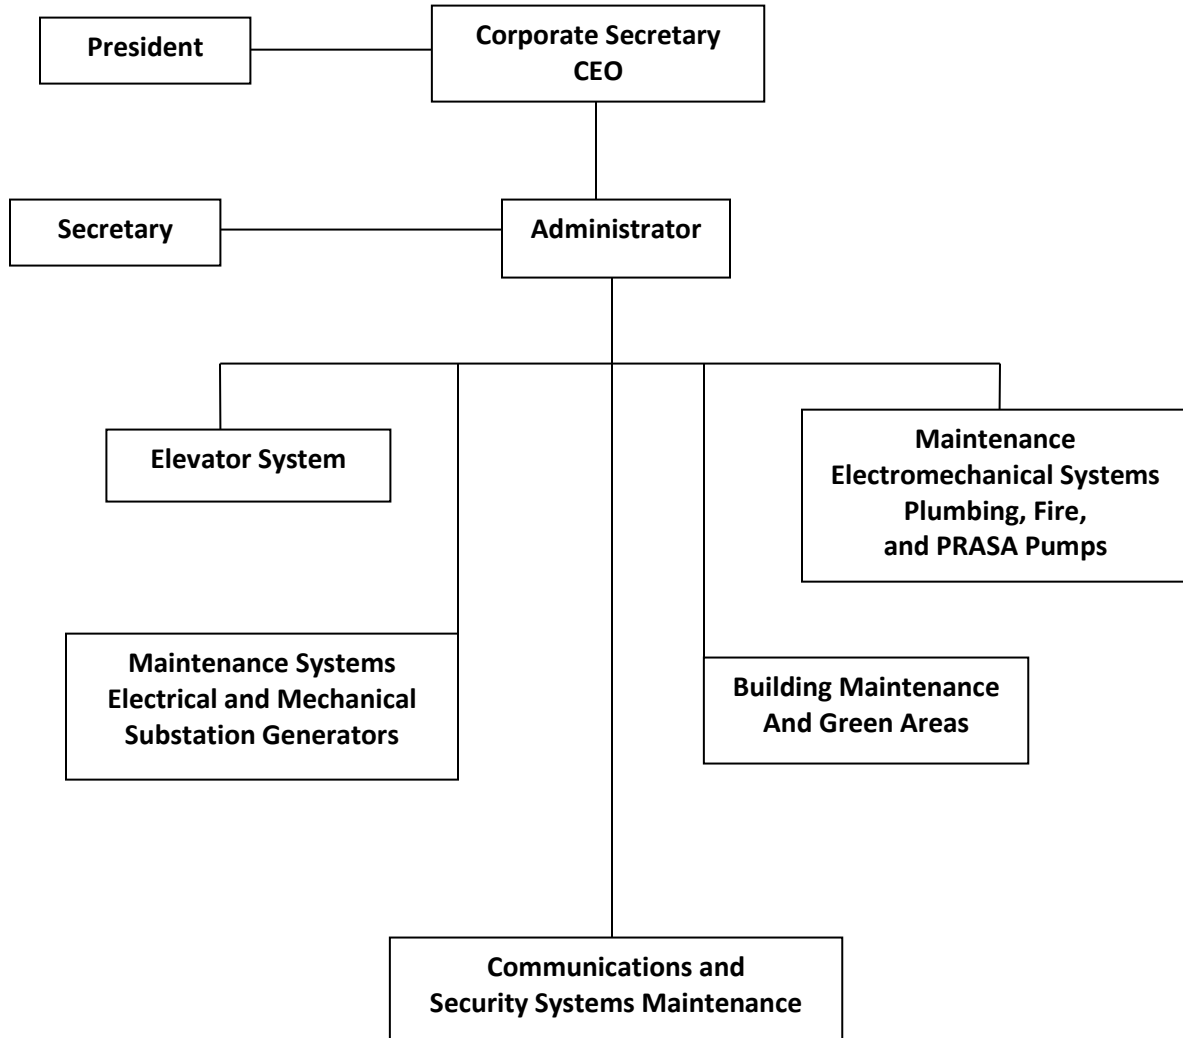 President
Corporate Secretary
CEO
Secretary
Administrator
Elevator System
Maintenance
Electromechanical Systems
Plumbing, Fire,
and PRASA Pumps
Maintenance Systems
Electrical and Mechanical
Substation Generators
Building Maintenance
And Green Areas
Communications and
Security Systems Maintenance